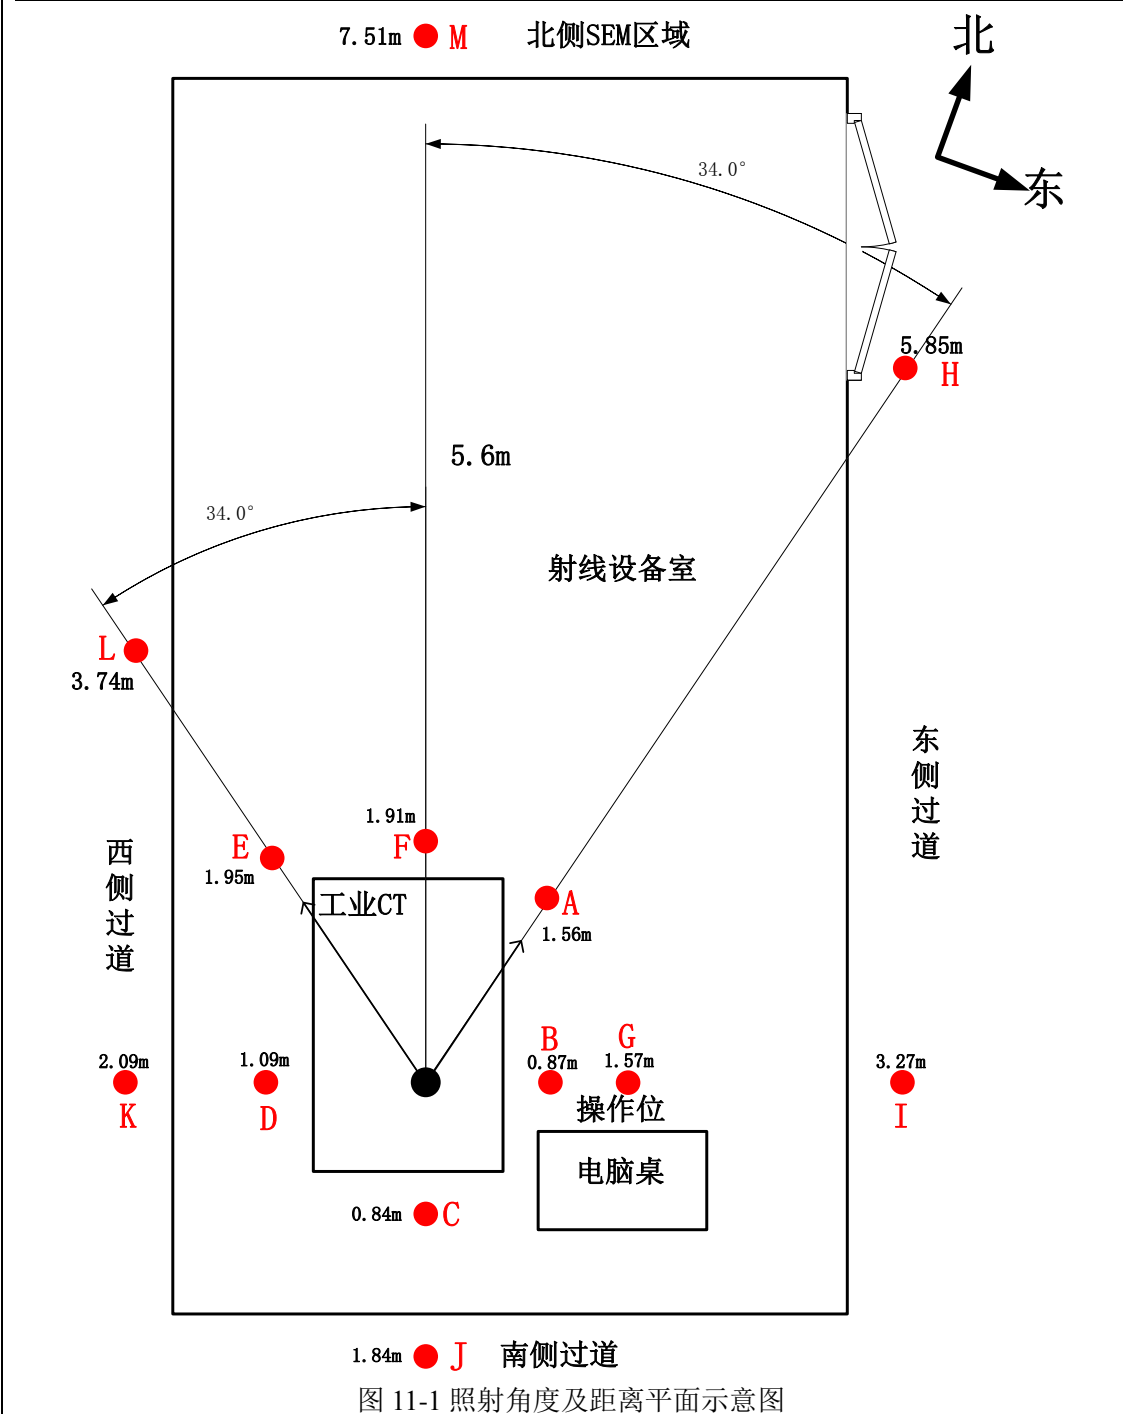 7.51m M 北侧SEM区域
北
东
34.0°
5.85m
H
5.6m
34.0°
射线设备室
L
3.74m
东侧过道
1.91m
F
E
1.95m
西侧过道
工业CT
A
1.56m
2.09m
K
1.09m
D
B
0.87m
G
1.57m
操作位
3.27m
I
电脑桌
0.84m C
1.84m J 南侧过道
图 11-1 照射角度及距离平面示意图